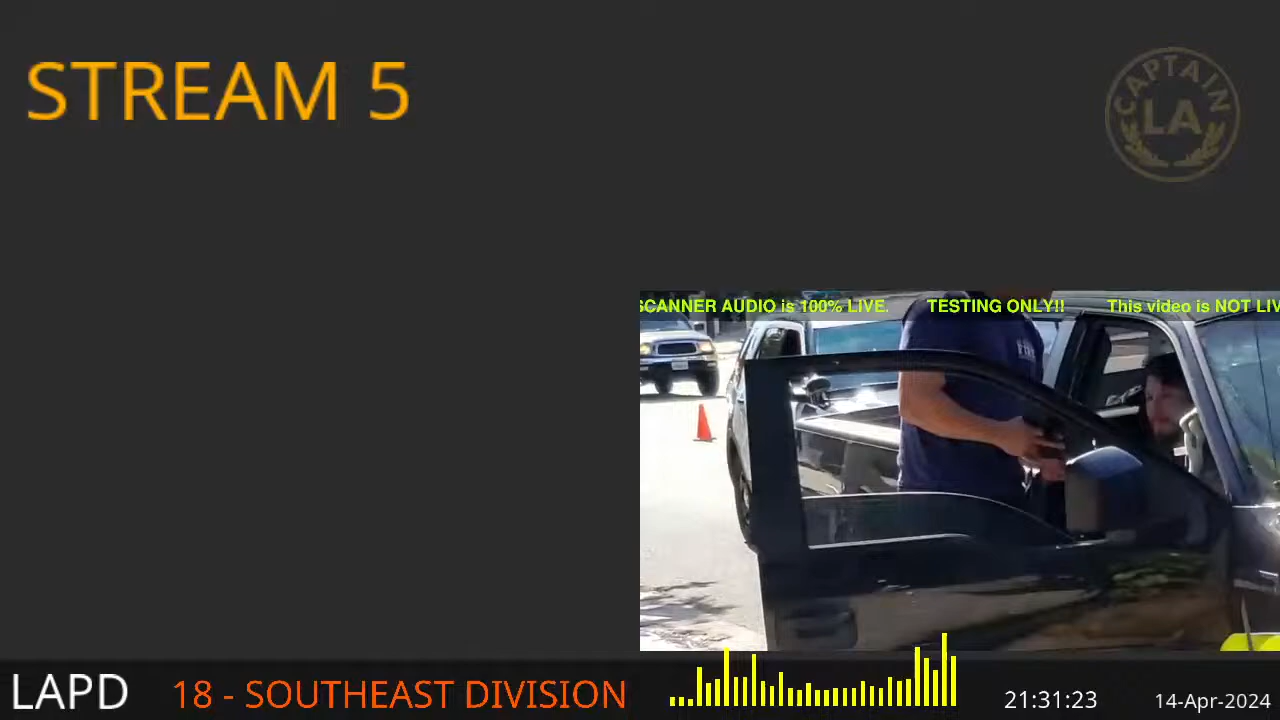 STREAM 5
CAPTAIN
LA
SCANNER AUDIO is 100% LIVE. TESTING ONLY!! This video is NOT LIV
FIRE
LAPD 18 - SOUTHEAST DIVISION 21:31:23 14-Apr-2024